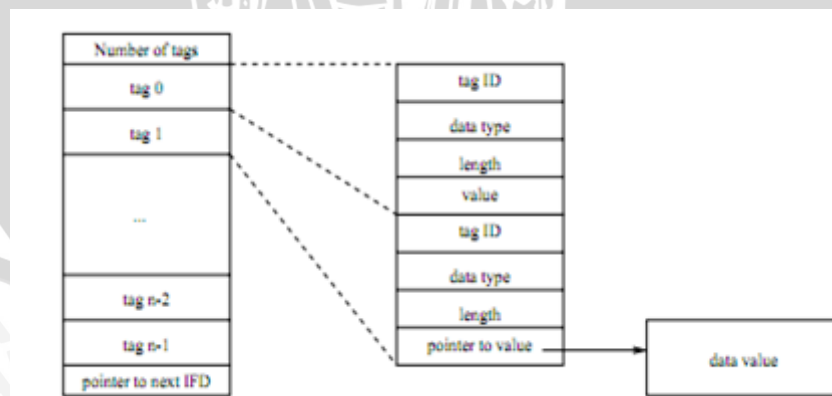 Number of tags
tag 0
tag 1
...
tag n-2
tag n-1
pointer to next IFD
tag ID
data type
length
value
tag ID
data type
length
pointer to value
data value